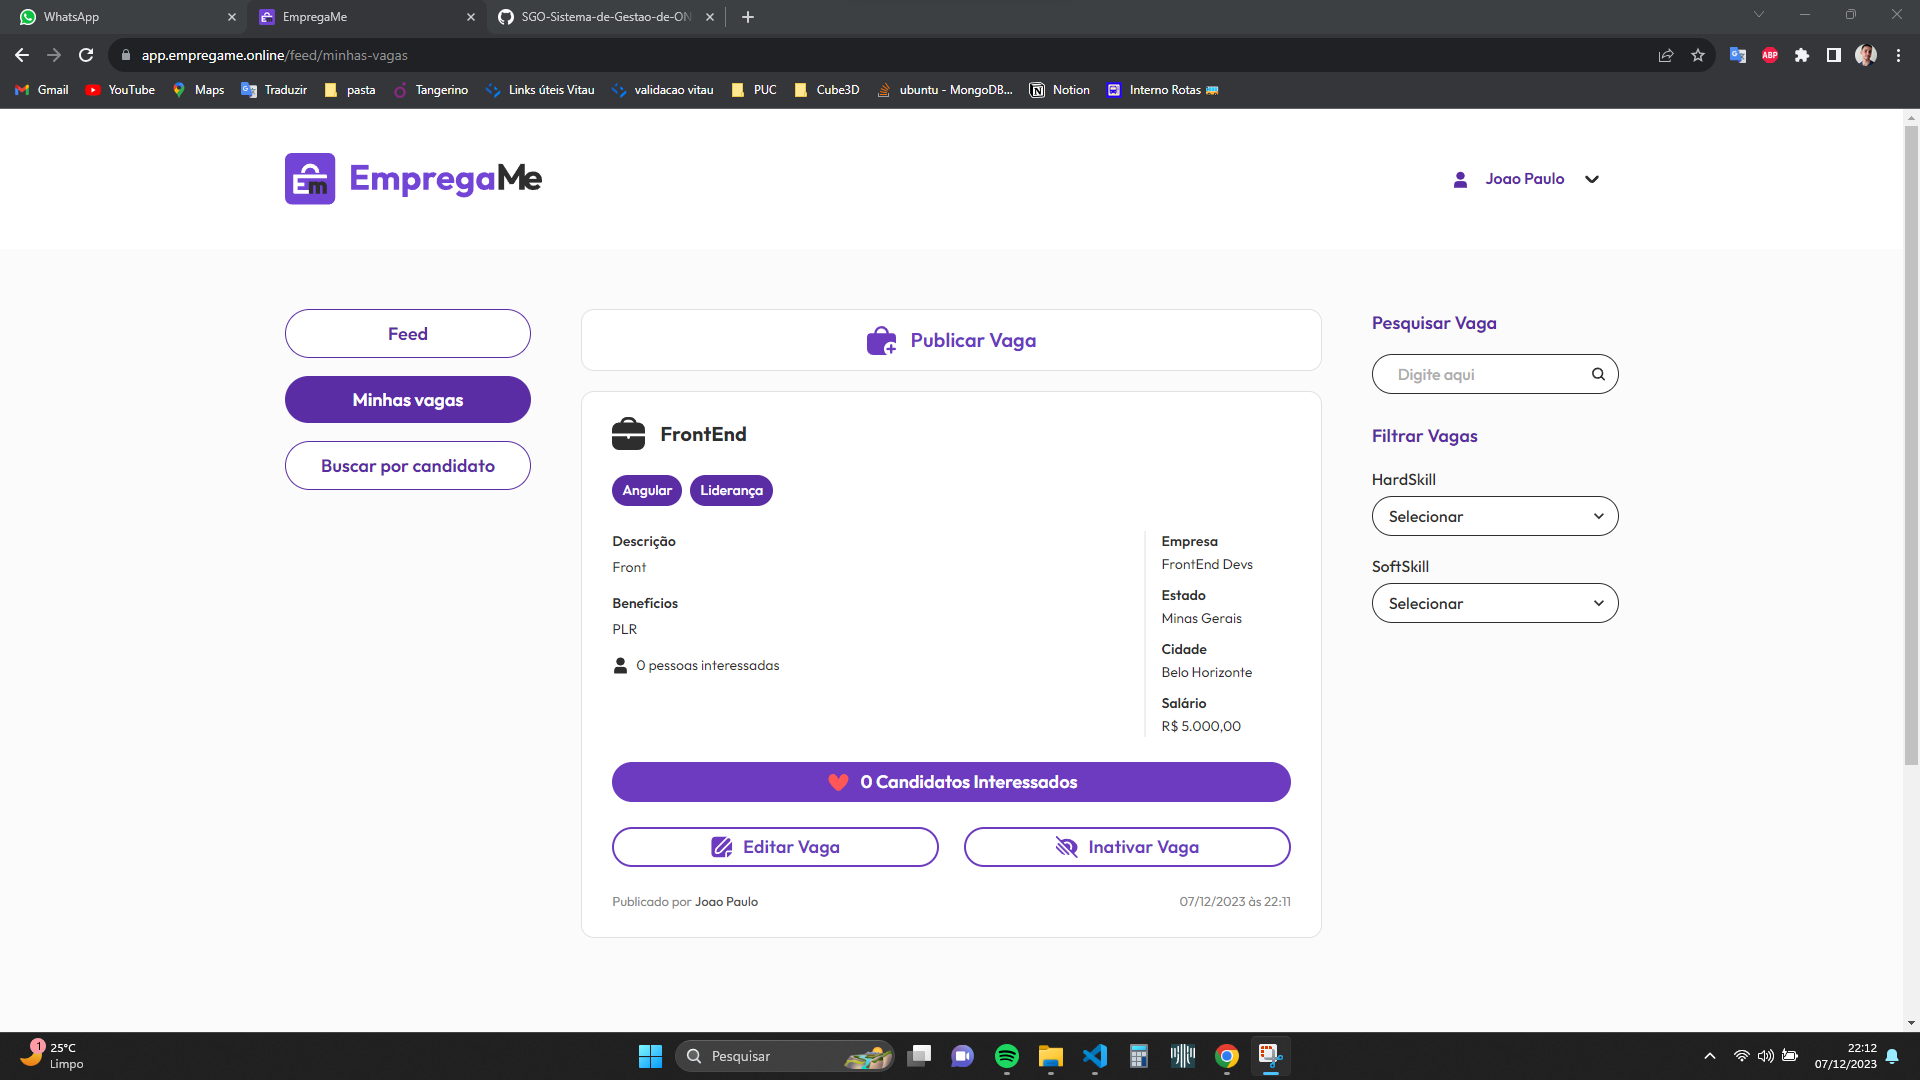 WhatsApp
EmpregaMe
SGO-Sistema-de-Gestao-de-ON
app.empregame.online/feed/minhas-vagas
ABP
Gmail YouTube Maps Traduzir pasta Tangerino Links úteis Vitau validacao vitau PUC Cube3D ubuntu - MongoDB... Notion Interno Rotas
Em EmpregaMe
Joao Paulo
Feed
Minhas vagas
Buscar por candidato
Publicar Vaga
FrontEnd
Angular Liderança
Descrição
Front
Benefícios
PLR
0 pessoas interessadas
Empresa
FrontEnd Devs
Estado
Minas Gerais
Cidade
Belo Horizonte
Salário
R$ 5.000,00
0 Candidatos Interessados
Editar Vaga
Inativar Vaga
Publicado por Joao Paulo
07/12/2023 às 22:11
Pesquisar Vaga
Digite aqui
Filtrar Vagas
HardSkill
Selecionar
SoftSkill
Selecionar
1
25°C
Limpo
Pesquisar
22:12
07/12/2023